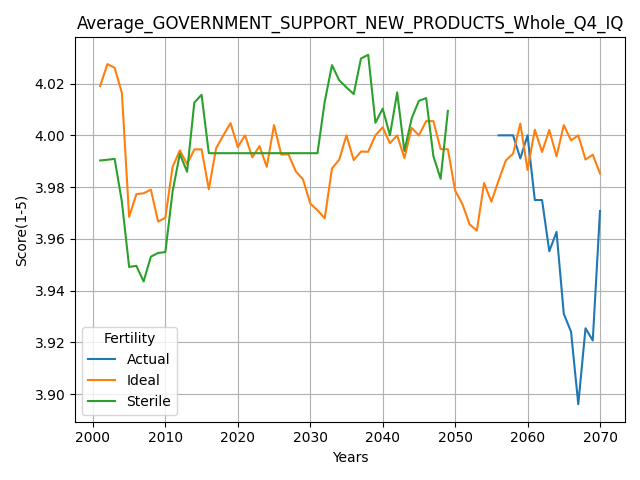 Average_GOVERNMENT_SUPPORT_NEW_PRODUCTS_Whole_Q4_IQ
Score(1-5)
4.02
4.00
3.98
3.96
3.94
3.92
3.90
Fertility
Actual
Ideal
Sterile
2000 2010 2020 2030 2040 2050 2060 2070
Years